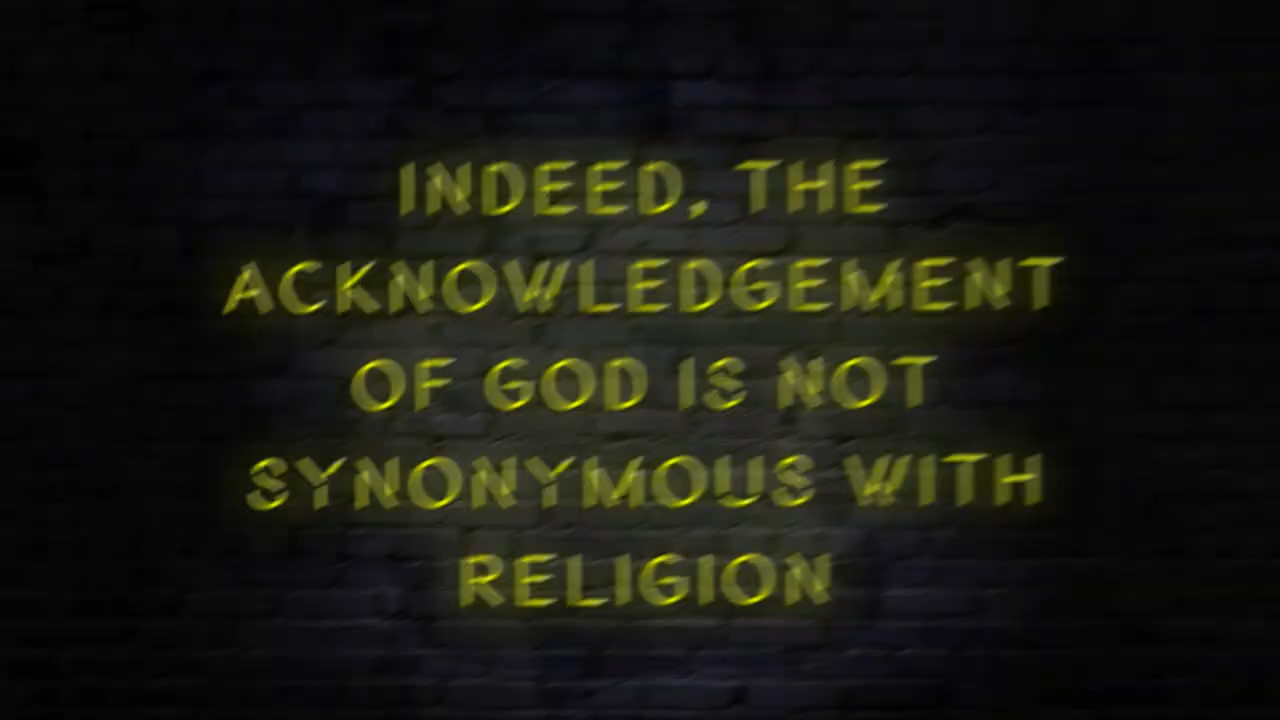 INDEED, THE
ACKNOWLEDGEMENT
OF GOD IS NOT
SYNONYMOUS WITH
RELIGION